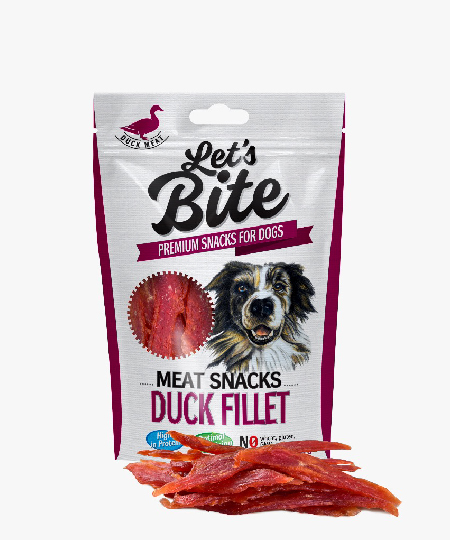 DUCK MEAT
Let's
Bite
PREMIUM SNACKS FOR DOGS
MEAT SNACKS
DUCK FILLET
High
in Protein
NO